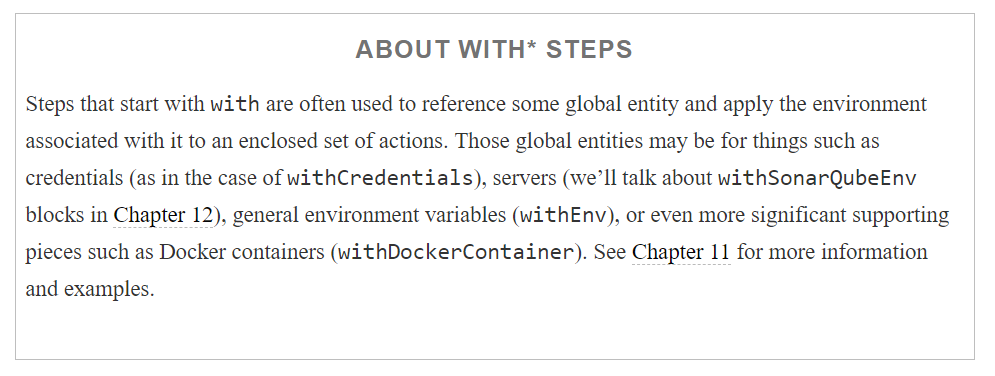 ABOUT WITH* STEPS
Steps that start with with are often used to reference some global entity and apply the environment
associated with it to an enclosed set of actions. Those global entities may be for things such as
credentials (as in the case of withCredentials), servers (we’ll talk about withSonarQubeEnv
blocks in Chapter 12), general environment variables (withEnv), or even more significant supporting
pieces such as Docker containers (withDockerContainer). See Chapter 11 for more information
and examples.